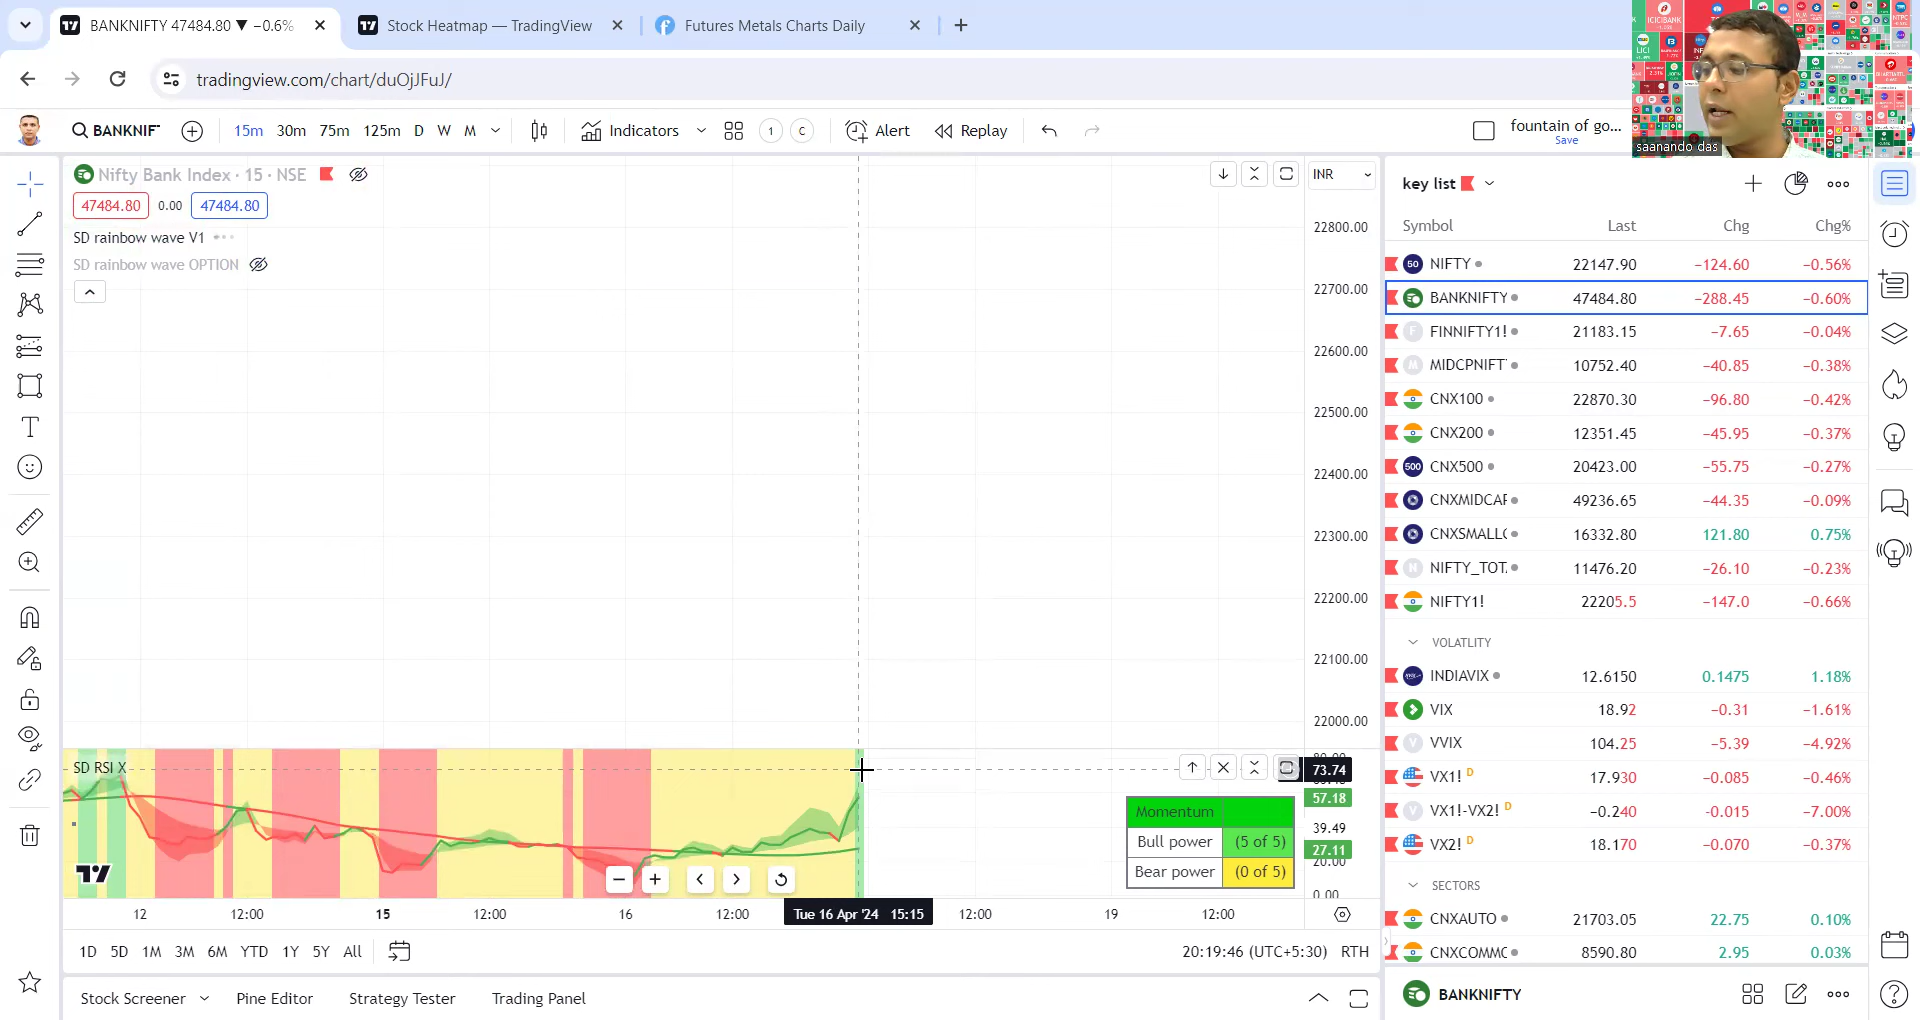 BANKNIFTY 47484.80 ▼ −0.6%
Stock Heatmap — TradingView
Futures Metals Charts Daily
tradingview.com/chart/duOjJFuJ/
BANKNIF
15m 30m 75m 125m D W M
Indicators
1
C
Alert
Replay
fountain of go...
Save
saanando das
Nifty Bank Index · 15 · NSE
47484.80 0.00 47484.80
SD rainbow wave V1
SD rainbow wave OPTION
INR
22800.00
22700.00
22600.00
22500.00
22400.00
22300.00
22200.00
22100.00
22000.00
SD RSI X
73.74
57.18
39.49
27.11
20.00
0.00
Momentum
Bull power (5 of 5)
Bear power (0 of 5)
12 12:00 15 12:00 16 12:00 Tue 16 Apr '24 15:15 12:00 19 12:00
1D 5D 1M 3M 6M YTD 1Y 5Y All
20:19:46 (UTC+5:30) RTH
Stock Screener Pine Editor Strategy Tester Trading Panel
key list
Symbol Last Chg Chg%
NIFTY 22147.90 −124.60 −0.56%
BANKNIFTY 47484.80 −288.45 −0.60%
FINNIFTY1! 21183.15 −7.65 −0.04%
MIDCPNIFT 10752.40 −40.85 −0.38%
CNX100 22870.30 −96.80 −0.42%
CNX200 12351.45 −45.95 −0.37%
CNX500 20423.00 −55.75 −0.27%
CNXMIDCAF 49236.65 −44.35 −0.09%
CNXSMALLC 16332.80 121.80 0.75%
NIFTY_TOT. 11476.20 −26.10 −0.23%
NIFTY1! 22205.5 −147.0 −0.66%
VOLATLITY
INDIAVIX 12.6150 0.1475 1.18%
VIX 18.92 −0.31 −1.61%
VVIX 104.25 −5.39 −4.92%
VX1! D 17.930 −0.085 −0.46%
VX1!-VX2! D −0.240 −0.015 −7.00%
VX2! D 18.170 −0.070 −0.37%
SECTORS
CNXAUTO 21703.05 22.75 0.10%
CNXCOMMC 8590.80 2.95 0.03%
BANKNIFTY